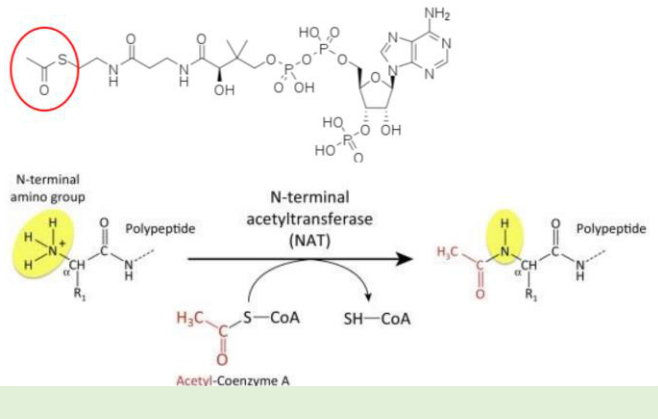 NH₂
N
N
N
N
O
S
N
H
O
N
H
O
OH
O
P
O
OH
O
HO
P
O
O
O
HO
P
O
HO
O
OH
N-terminal
amino group
H
H
N
+
H
α
CH
R₁
O
C
N
H
Polypeptide
N-terminal
acetyltransferase
(NAT)
H₃C
C
O
S—CoA
SH—CoA
Acetyl-Coenzyme A
H₃C
C
O
H
N
α
CH
R₁
O
C
N
H
Polypeptide